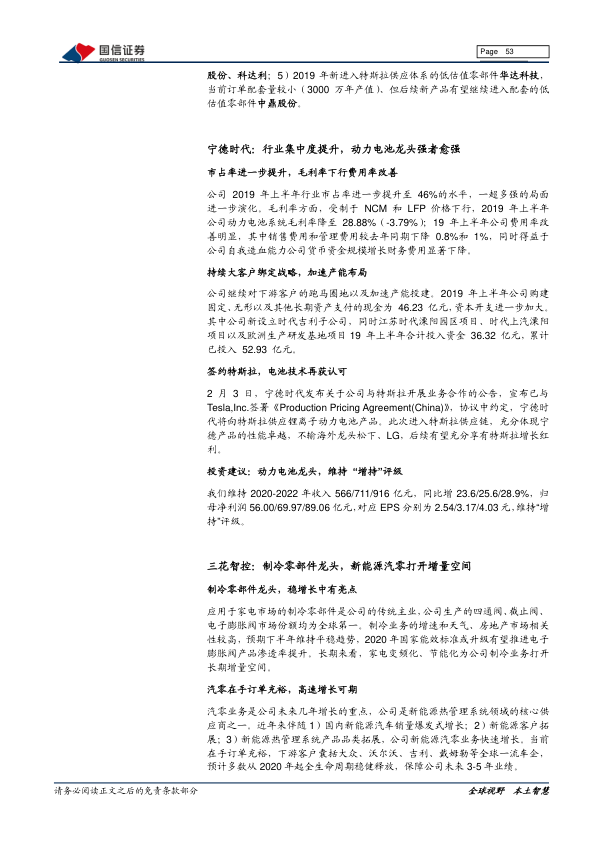 国信证券
GUOSEN SECURITIES
Page 53
股份、科达利；5）2019 年新进入特斯拉供应体系的低估值零部件华达科技，
当前订单配套量较小（3000 万年产值）、但后续新产品有望继续进入配套的低
估值零部件中鼎股份。
宁德时代：行业集中度提升，动力电池龙头强者愈强
市占率进一步提升，毛利率下行费用率改善
公司 2019 年上半年行业市占率进一步提升至 46%的水平，一超多强的局面
进一步演化。毛利率方面，受制于 NCM 和 LFP 价格下行，2019 年上半年
公司动力电池系统毛利率降至 28.88%（-3.79%）；19 年上半年公司费用率改
善明显，其中销售费用和管理费用较去年同期下降 0.8%和 1%，同时得益于
公司自我造血能力公司货币资金规模增长财务费用显著下降。
持续大客户绑定战略，加速产能布局
公司继续对下游客户的跑马圈地以及加速产能投建。2019 年上半年公司购建
固定、无形以及其他长期资产支付的现金为 46.23 亿元，资本开支进一步加大。
其中公司新设立时代吉利子公司，同时江苏时代溧阳园区项目，时代上汽溧阳
项目以及欧洲生产研发基地项目 19 年上半年合计投入资金 36.32 亿元，累计
已投入 52.93 亿元。
签约特斯拉，电池技术再获认可
2 月 3 日，宁德时代发布关于公司与特斯拉开展业务合作的公告，宣布已与
Tesla,Inc.签署《Production Pricing Agreement(China)》，协议中约定，宁德时
代将向特斯拉供应锂离子动力电池产品。此次进入特斯拉供应链，充分体现宁
德产品的性能卓越，不输海外龙头松下、LG，后续有望充分享有特斯拉增长红
利。
投资建议：动力电池龙头，维持 “增持”评级
我们维持 2020-2022 年收入 566/711/916 亿元，同比增 23.6/25.6/28.9%，归
母净利润 56.00/69.97/89.06 亿元,对应 EPS 分别为 2.54/3.17/4.03 元,维持“增
持”评级。
三花智控：制冷零部件龙头，新能源汽零打开增量空间
制冷零部件龙头，稳增长中有亮点
应用于家电市场的制冷零部件是公司的传统主业,公司生产的四通阀、截止阀、
电子膨胀阀市场份额均为全球第一。制冷业务的增速和天气、房地产市场相关
性较高，预期下半年维持平稳趋势，2020 年国家能效标准或升级有望推进电子
膨胀阀产品渗透率提升。长期来看，家电变频化、节能化为公司制冷业务打开
长期增量空间。
汽零在手订单充裕，高速增长可期
汽零业务是公司未来几年增长的重点，公司是新能源热管理系统领域的核心供
应商之一。近年来伴随 1）国内新能源汽车销量爆发式增长；2）新能源客户拓
展；3）新能源热管理系统产品品类拓展，公司新能源汽零业务快速增长。当前
在手订单充裕，下游客户囊括大众、沃尔沃、吉利、戴姆勒等全球一流车企，
预计多数从 2020 年起全生命周期稳健释放，保障公司未来 3-5 年业绩。
请务必阅读正文之后的免责条款部分
全球视野 本土智慧